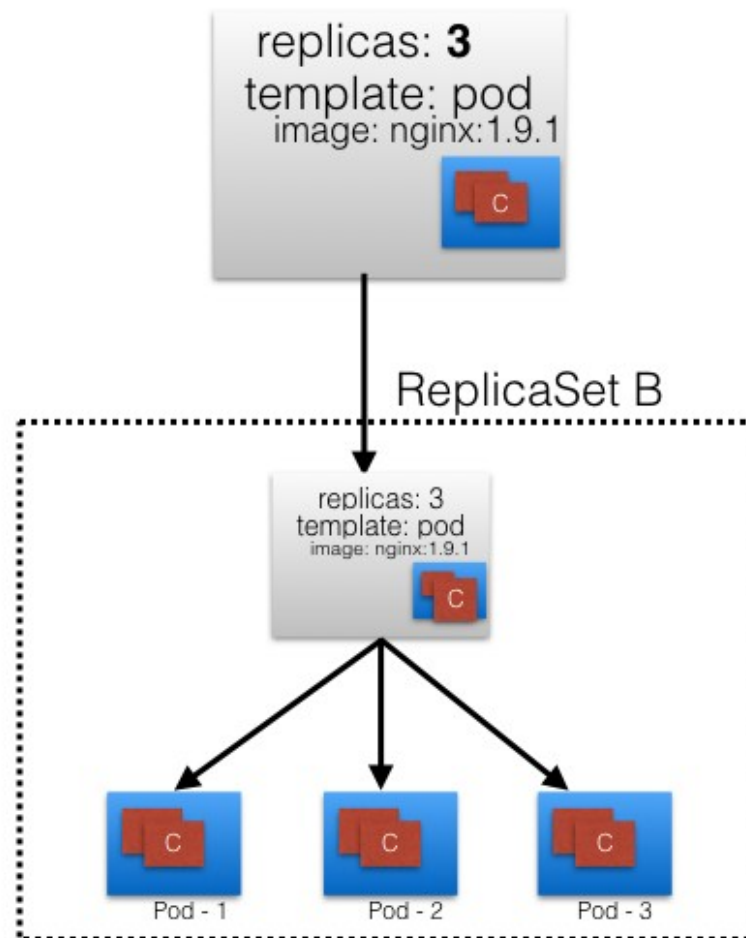 replicas: 3
template: pod
image: nginx:1.9.1
C
ReplicaSet B
replicas: 3
template: pod
image: nginx:1.9.1
C
C
C
C
Pod - 1
Pod - 2
Pod - 3